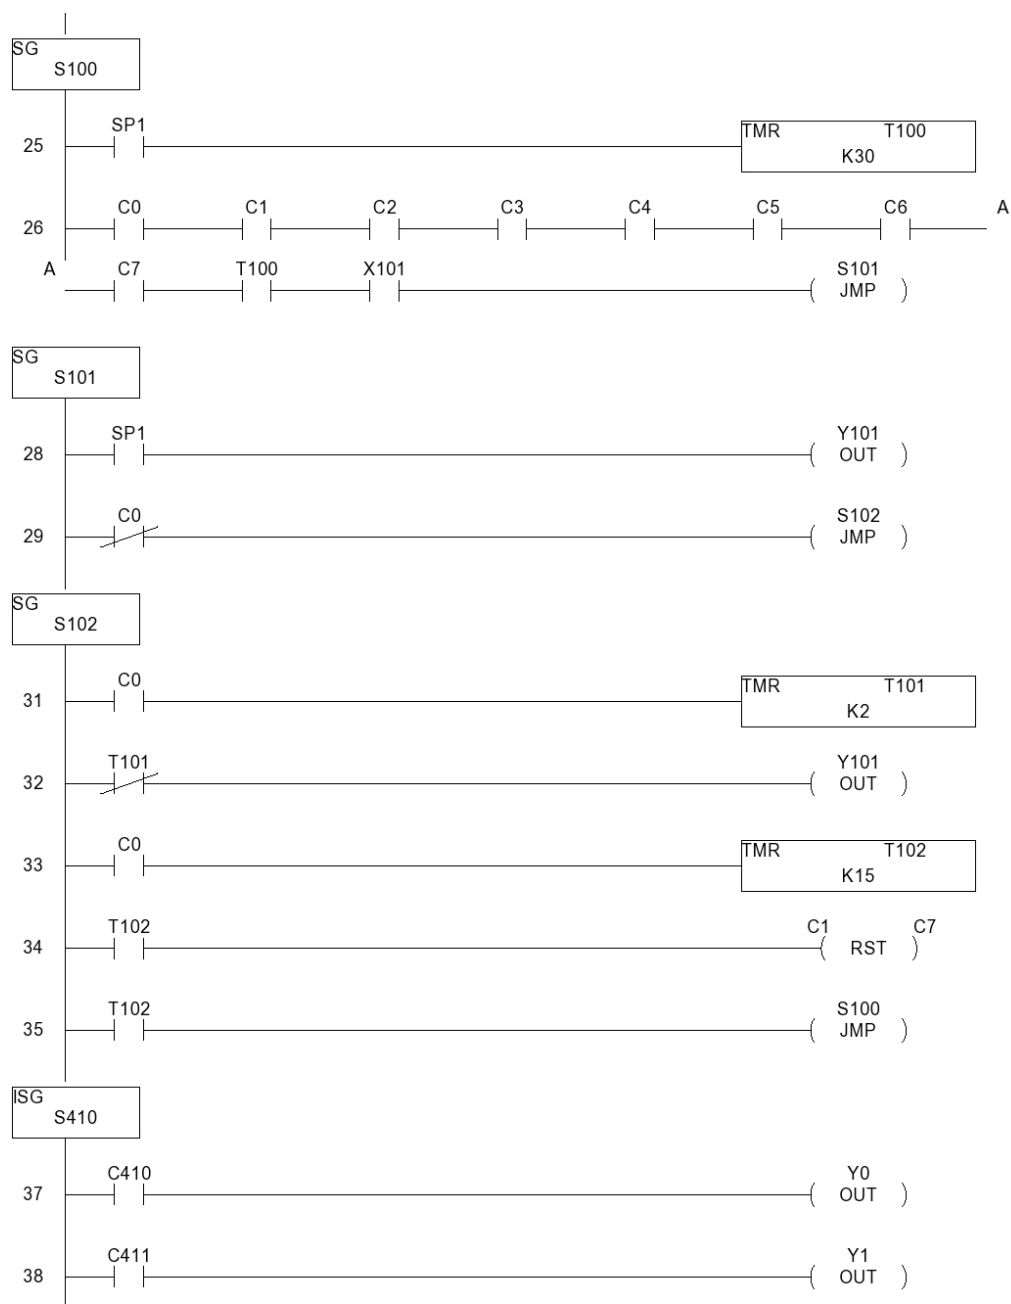 SG
S100
SP1
TMR T100
25
K30
C0 C1 C2 C3 C4 C5 C6 A
26
A C7 T100 X101 S101
JMP
SG
S101
SP1 Y101
28 OUT
C0 S102
29 JMP
SG
S102
C0
TMR T101
31
K2
T101 Y101
32 OUT
C0
TMR T102
33
K15
T102 C1 C7
34 RST
T102 S100
35 JMP
ISG
S410
C410 Y0
37 OUT
C411 Y1
38 OUT